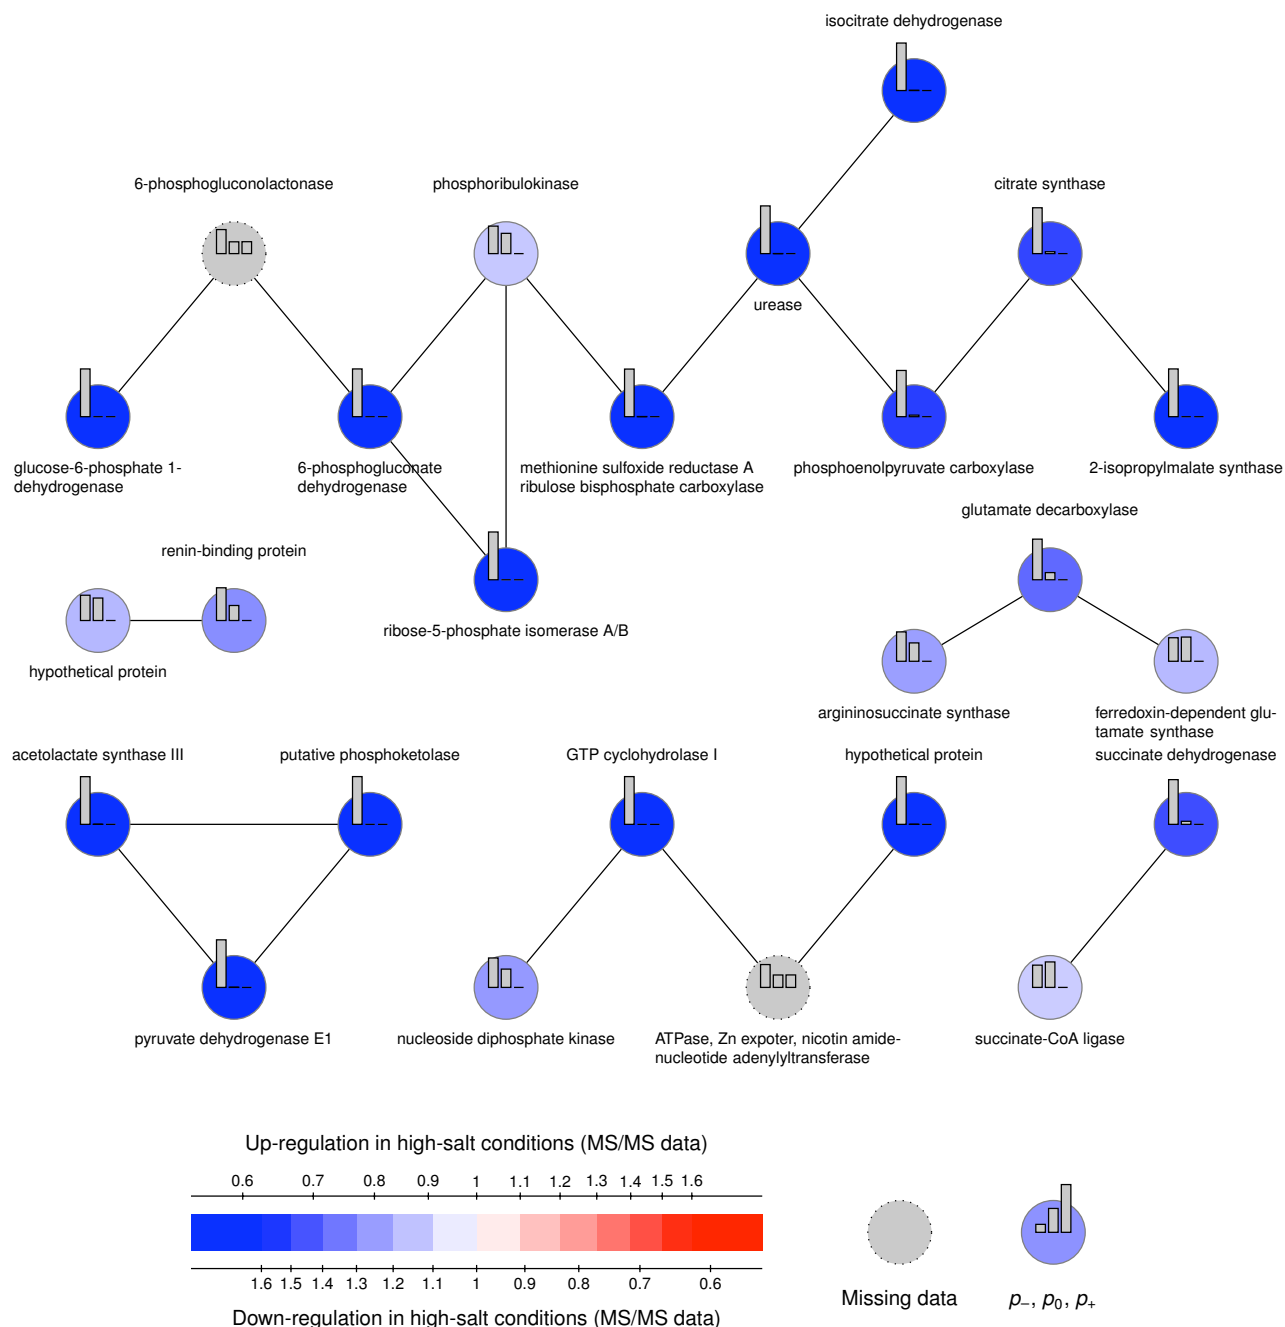 isocitrate dehydrogenase
6-phosphogluconolactonase
phosphoribulokinase
citrate synthase
urease
glucose-6-phosphate 1-
dehydrogenase
6-phosphogluconate
dehydrogenase
methionine sulfoxide reductase A
ribulose bisphosphate carboxylase
phosphoenolpyruvate carboxylase
2-isopropylmalate synthase
glutamate decarboxylase
renin-binding protein
ribose-5-phosphate isomerase A/B
hypothetical protein
argininosuccinate synthase
ferredoxin-dependent glu-
tamate synthase
acetolactate synthase III
putative phosphoketolase
GTP cyclohydrolase I
hypothetical protein
succinate dehydrogenase
pyruvate dehydrogenase E1
nucleoside diphosphate kinase
ATPase, Zn expoter, nicotin amide-
nucleotide adenylyltransferase
succinate-CoA ligase
Up-regulation in high-salt conditions (MS/MS data)
0.6 0.7 0.8 0.9 1 1.1 1.2 1.3 1.4 1.5 1.6
1.6 1.5 1.4 1.3 1.2 1.1 1 0.9 0.8 0.7 0.6
Down-regulation in high-salt conditions (MS/MS data)
Missing data
p₋, p₀, p₊